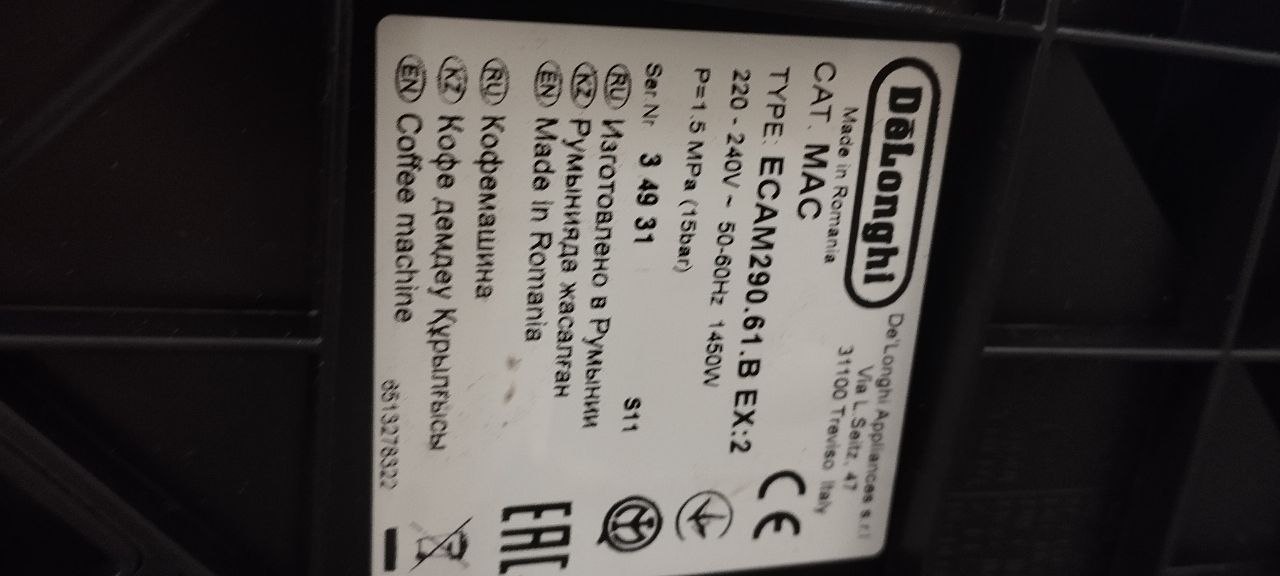 DeLonghi
De'Longhi Appliances s.r.l
Via L.Seitz, 47
31100 Treviso Italy
Made in Romania
CAT. MAC
TYPE: ECAM290.61.B EX:2
220 - 240V ~ 50-60Hz 1450W
P=1.5 MPa (15bar)
Ser.Nr. 3 49 31
S11
RU Изготовлено в Румынии
KZ Румынияда жасалған
EN Made in Romania
RU Кофемашина
KZ Кофе демдеу Құрылғысы
EN Coffee machine
6513278322
CE
EAC